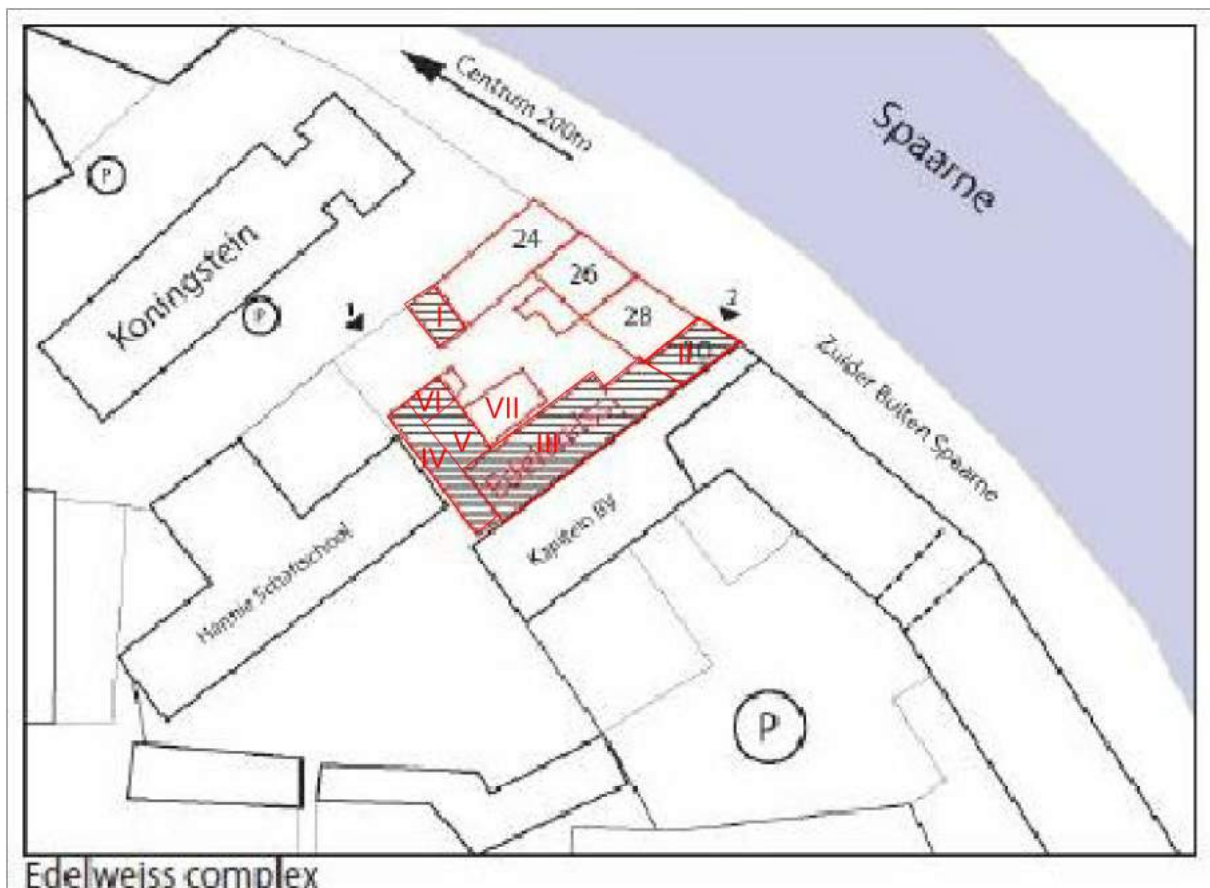 Centrum 200m
Spaarne
P
Koningstein
P
24
26
28
1
2
I
II
Zuider Buiten Spaarne
VI
VII
V
III
IV
Kapiten BV
Hannie Schaftschool
P
Edelweiss complex